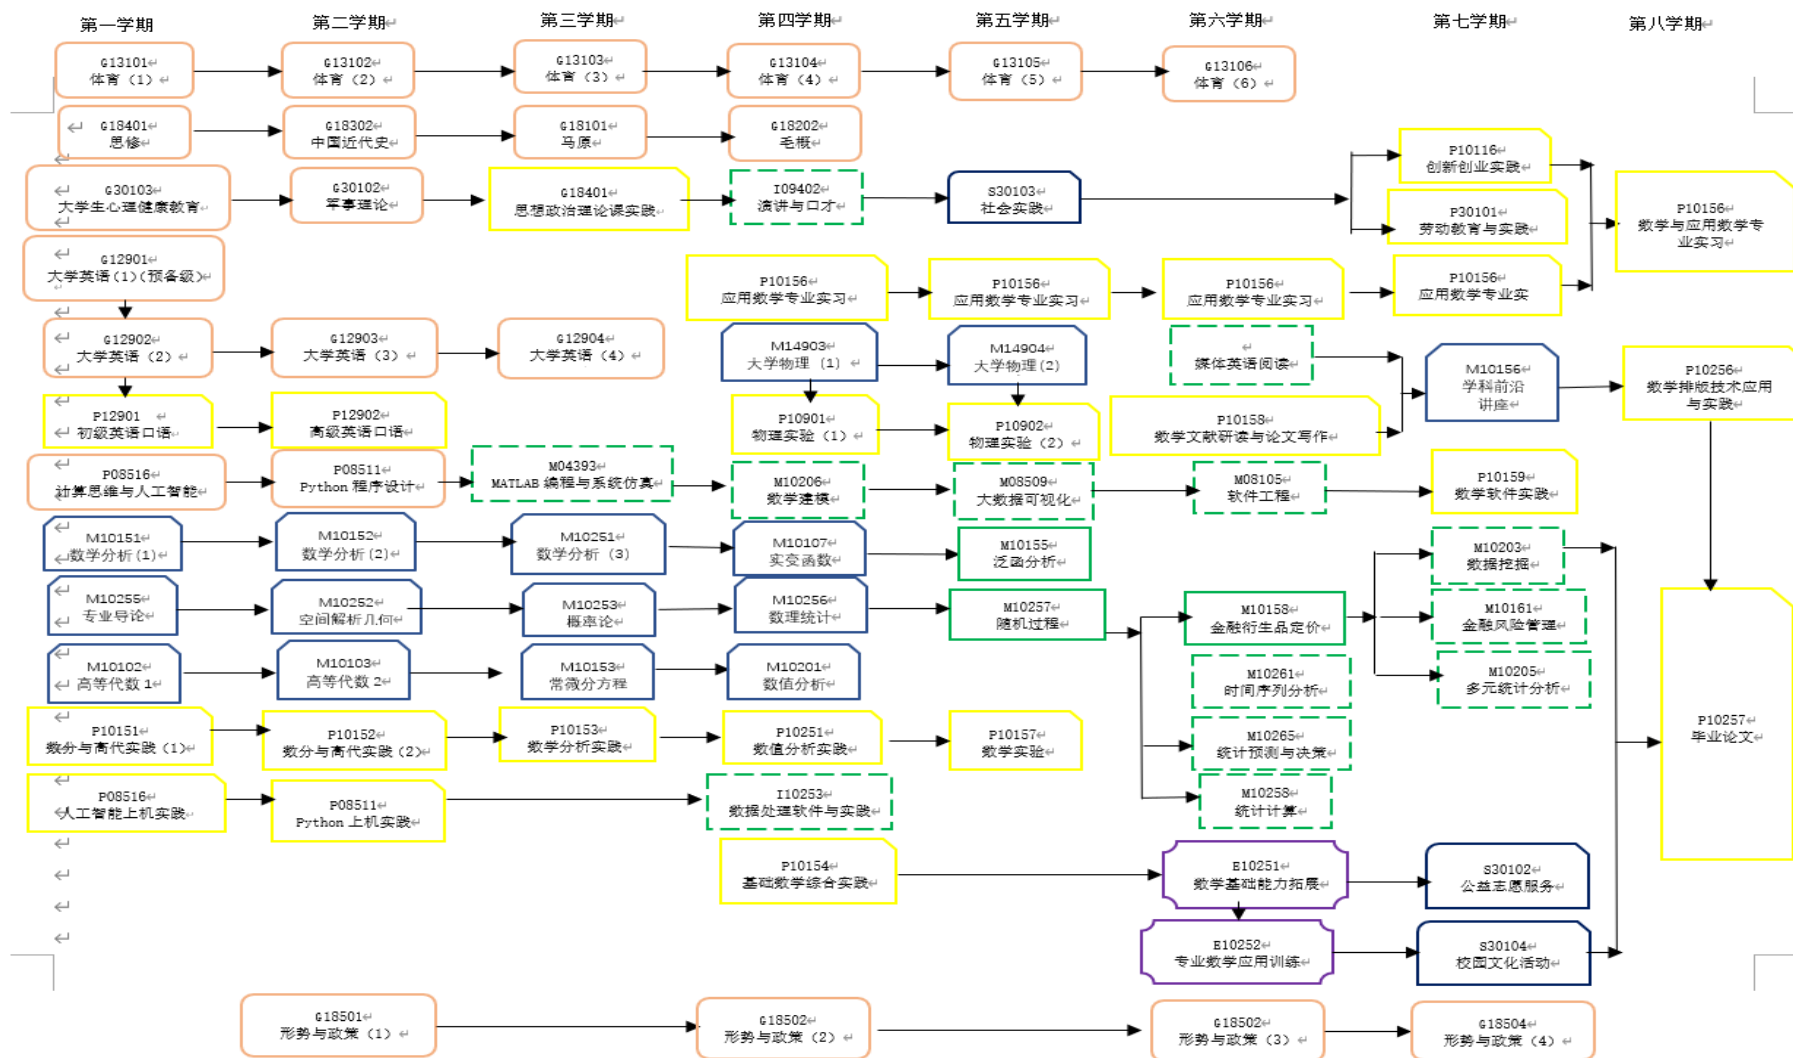 第一学期
第二学期
第三学期
第四学期
第五学期
第六学期
第七学期
第八学期
G13101
体育（1）
G13102
体育（2）
G13103
体育（3）
G13104
体育（4）
G13105
体育（5）
G13106
体育（6）
G18401
思修
G18302
中国近代史
G18101
马原
G18202
毛概
P10116
创新创业实践
G30103
大学生心理健康教育
G30102
军事理论
G18401
思想政治理论课实践
I09402
演讲与口才
S30103
社会实践
P30101
劳动教育与实践
P10156
数学与应用数学专
业实习
G12901
大学英语(1)(预备级)
P10156
应用数学专业实习
P10156
应用数学专业实习
P10156
应用数学专业实习
P10156
应用数学专业实
G12902
大学英语（2）
G12903
大学英语（3）
G12904
大学英语（4）
M14903
大学物理（1）
M14904
大学物理(2)
媒体英语阅读
M10156
学科前沿
讲座
P10256
数学排版技术应用
与实践
P12901
初级英语口语
P12902
高级英语口语
P10901
物理实验（1）
P10902
物理实验（2）
P10158
数学文献研读与论文写作
P08516
计算思维与人工智能
P08511
Python 程序设计
M04393
MATLAB 编程与系统仿真
M10206
数学建模
M08509
大数据可视化
M08105
软件工程
P10159
数学软件实践
M10151
数学分析(1)
M10152
数学分析(2)
M10251
数学分析（3）
M10107
实变函数
M10155
泛函分析
M10203
数据挖掘
M10255
专业导论
M10252
空间解析几何
M10253
概率论
M10256
数理统计
M10257
随机过程
M10158
金融衍生品定价
M10161
金融风险管理
M10102
高等代数 1
M10103
高等代数 2
M10153
常微分方程
M10201
数值分析
M10261
时间序列分析
M10205
多元统计分析
P10151
数分与高代实践（1）
P10152
数分与高代实践（2）
P10153
数学分析实践
P10251
数值分析实践
P10157
数学实验
M10265
统计预测与决策
P10257
毕业论文
P08516
人工智能上机实践
P08511
Python 上机实践
I10253
数据处理软件与实践
M10258
统计计算
P10154
基础数学综合实践
E10251
数学基础能力拓展
S30102
公益志愿服务
E10252
专业数学应用训练
S30104
校园文化活动
G18501
形势与政策（1）
G18502
形势与政策（2）
G18502
形势与政策（3）
G18504
形势与政策（4）